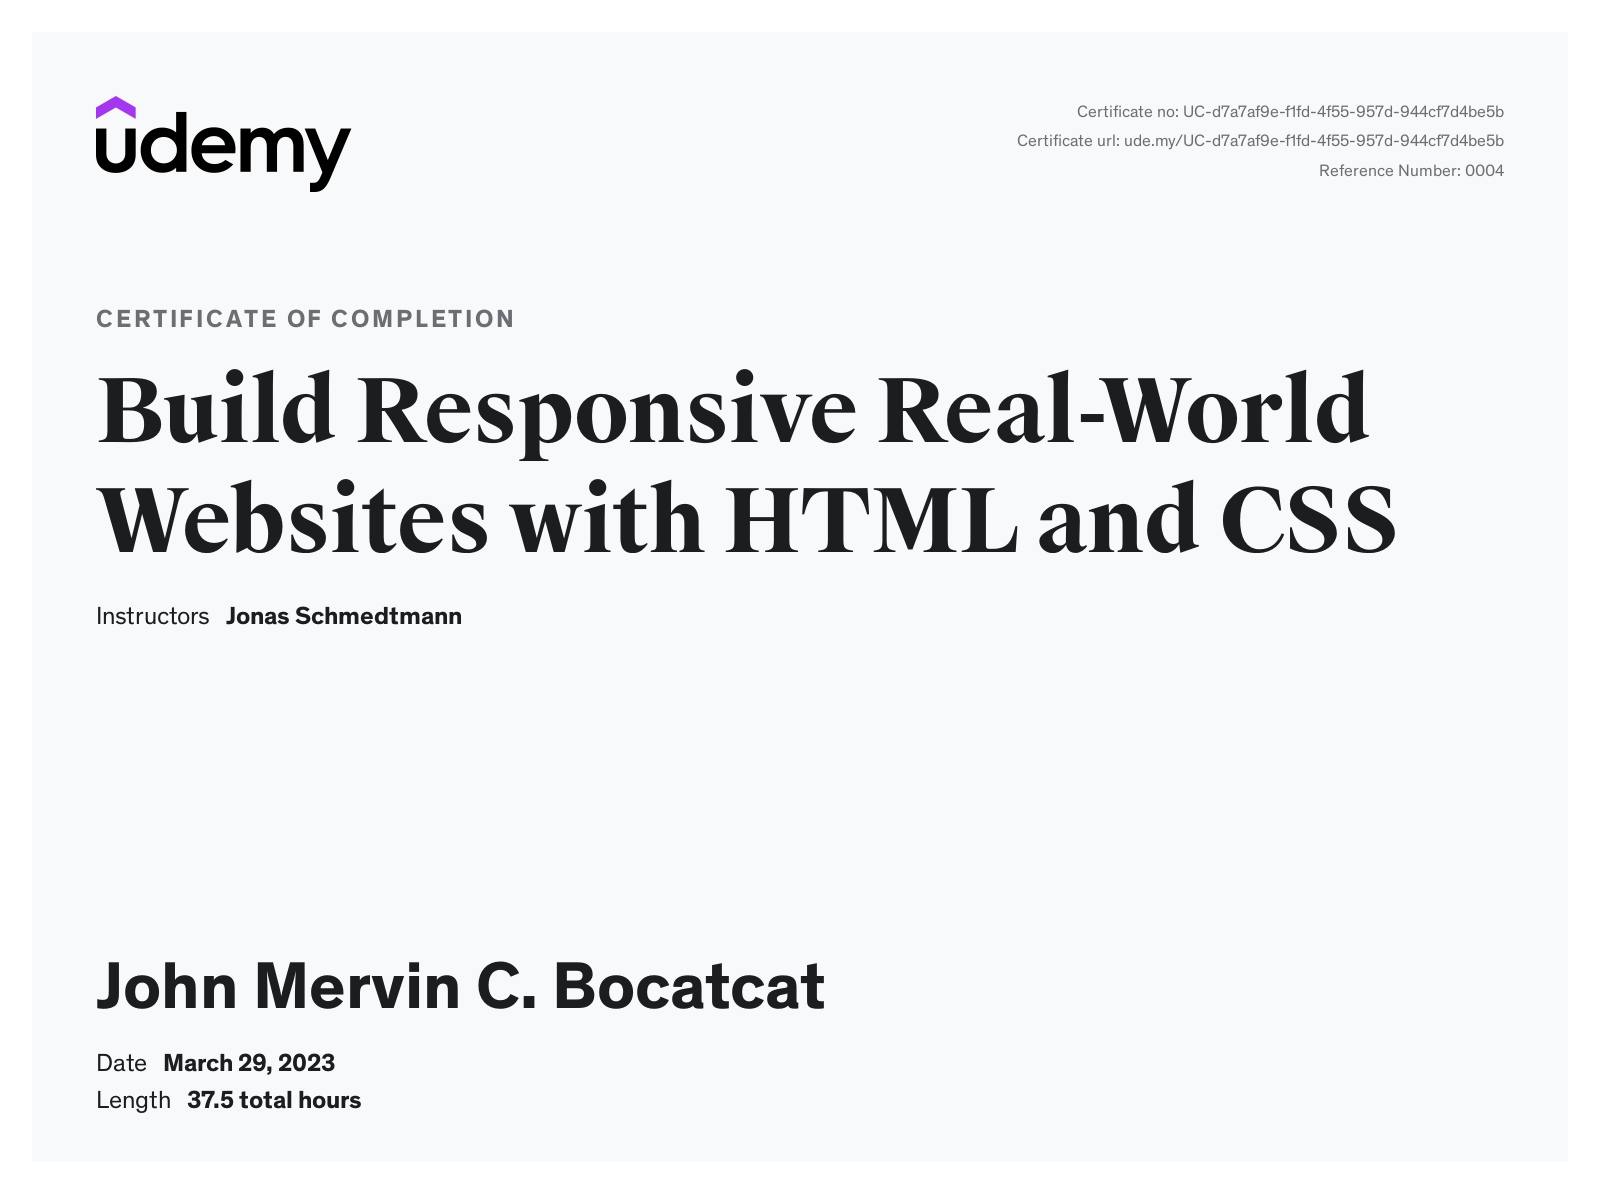 udemy
Certificate no: UC-d7a7af9e-f1fd-4f55-957d-944cf7d4be5b
Certificate url: ude.my/UC-d7a7af9e-f1fd-4f55-957d-944cf7d4be5b
Reference Number: 0004
CERTIFICATE OF COMPLETION
Build Responsive Real-World
Websites with HTML and CSS
Instructors Jonas Schmedtmann
John Mervin C. Bocatcat
Date March 29, 2023
Length 37.5 total hours